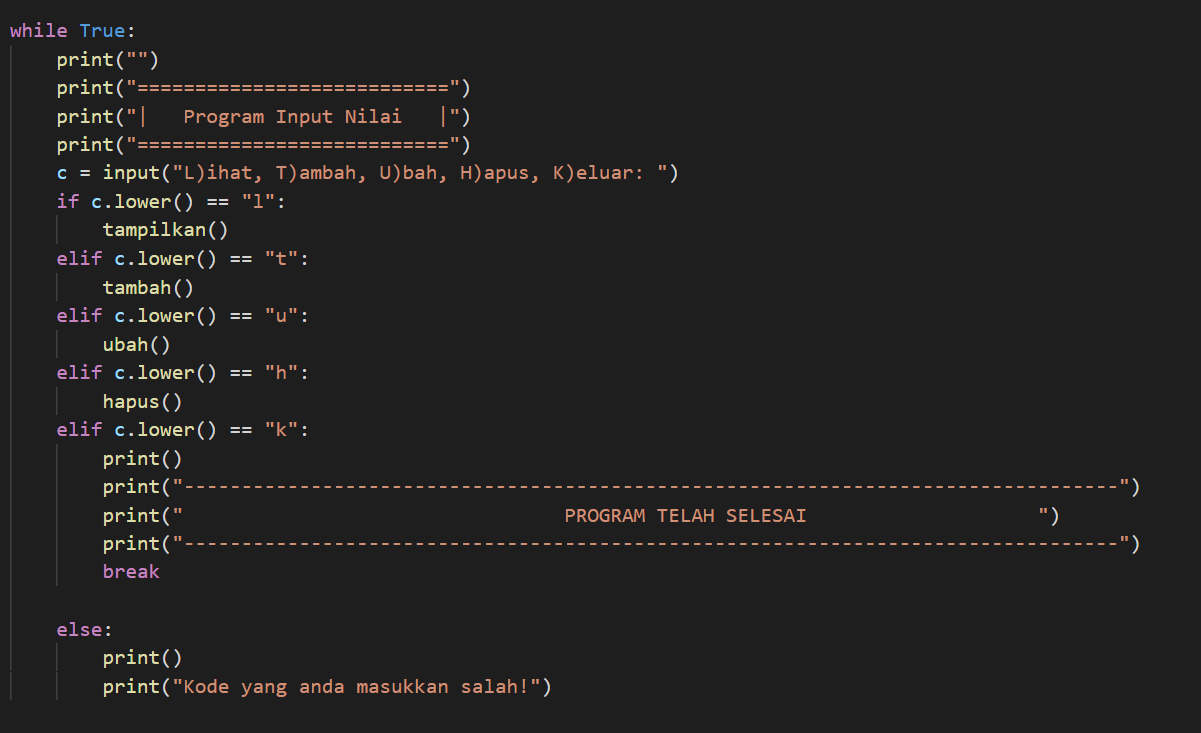 while True:
    print("")
    print("===========================")
    print("|   Program Input Nilai   |")
    print("===========================")
    c = input("L)ihat, T)ambah, U)bah, H)apus, K)eluar: ")
    if c.lower() == "l":
        tampilkan()
    elif c.lower() == "t":
        tambah()
    elif c.lower() == "u":
        ubah()
    elif c.lower() == "h":
        hapus()
    elif c.lower() == "k":
        print()
        print("---------------------------------------------------------------------------------")
        print("                                 PROGRAM TELAH SELESAI                    ")
        print("---------------------------------------------------------------------------------")
        break
    else:
        print()
        print("Kode yang anda masukkan salah!")